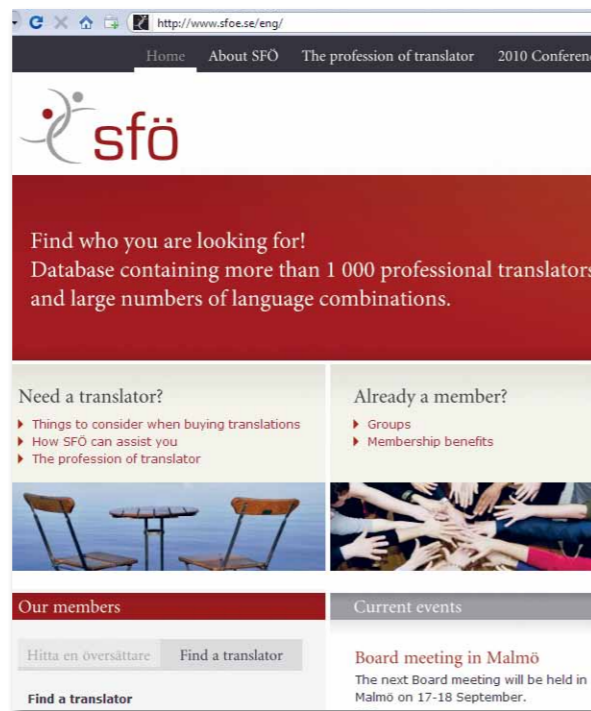 http://www.sfoe.se/eng/
Home About SFÖ The profession of translator 2010 Conferenc
sfö
Find who you are looking for!
Database containing more than 1 000 professional translators
and large numbers of language combinations.
Need a translator?
Things to consider when buying translations
How SFÖ can assist you
The profession of translator
Already a member?
Groups
Membership benefits
Our members
Hitta en översättare Find a translator
Find a translator
Current events
Board meeting in Malmö
The next Board meeting will be held in
Malmö on 17-18 September.